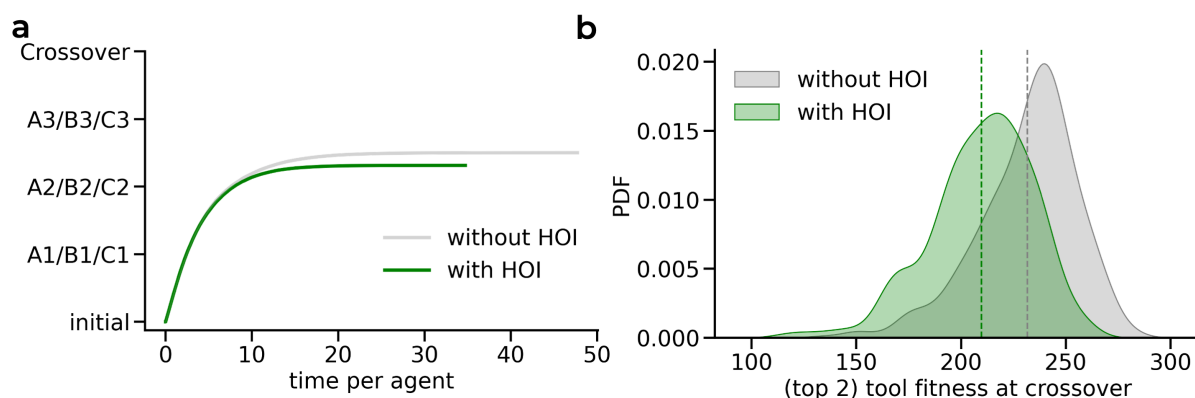 a
Crossover
A3/B3/C3
A2/B2/C2
A1/B1/C1
initial
without HOI
with HOI
0 10 20 30 40 50
time per agent
b
0.020
0.015
0.010
0.005
0.000
PDF
without HOI
with HOI
100 150 200 250 300
(top 2) tool fitness at crossover